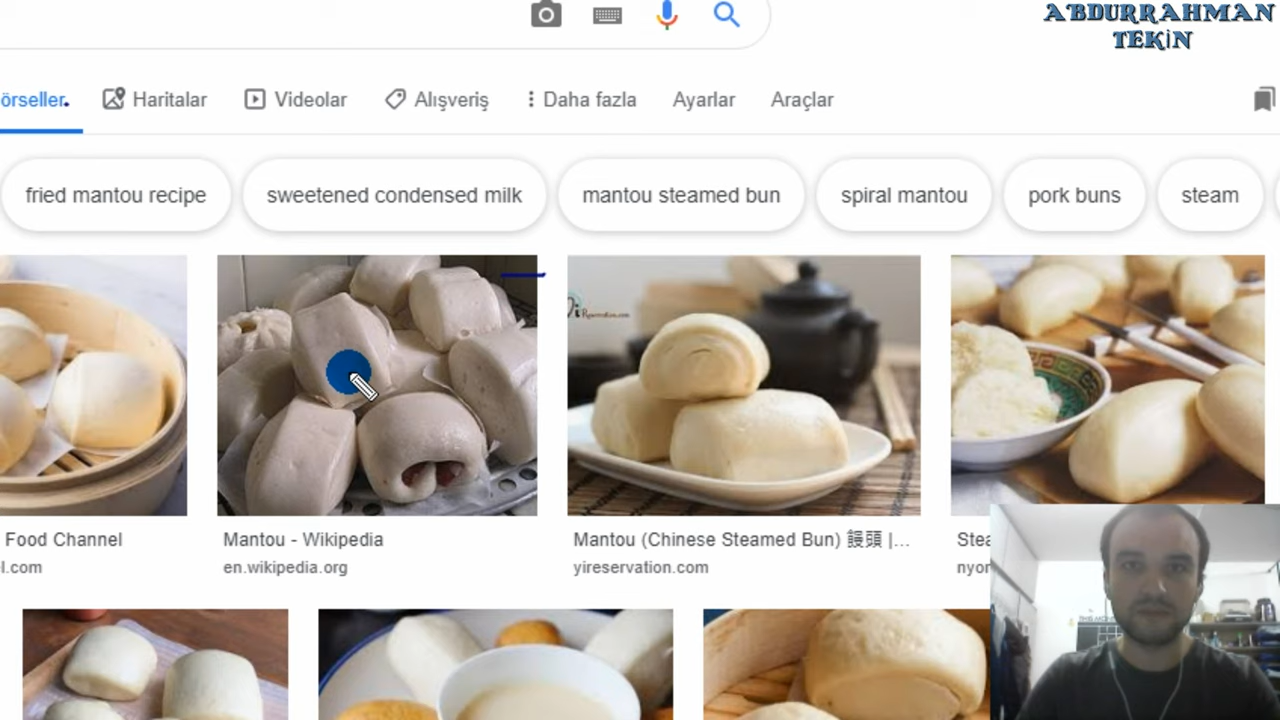 ABDURRAHMAN
TEKİN
örseller
Haritalar
Videolar
Alışveriş
Daha fazla
Ayarlar
Araçlar
fried mantou recipe
sweetened condensed milk
mantou steamed bun
spiral mantou
pork buns
steam
Food Channel
l.com
Mantou - Wikipedia
en.wikipedia.org
Mantou (Chinese Steamed Bun) 饅頭 |...
yireservation.com
Stea
nyor